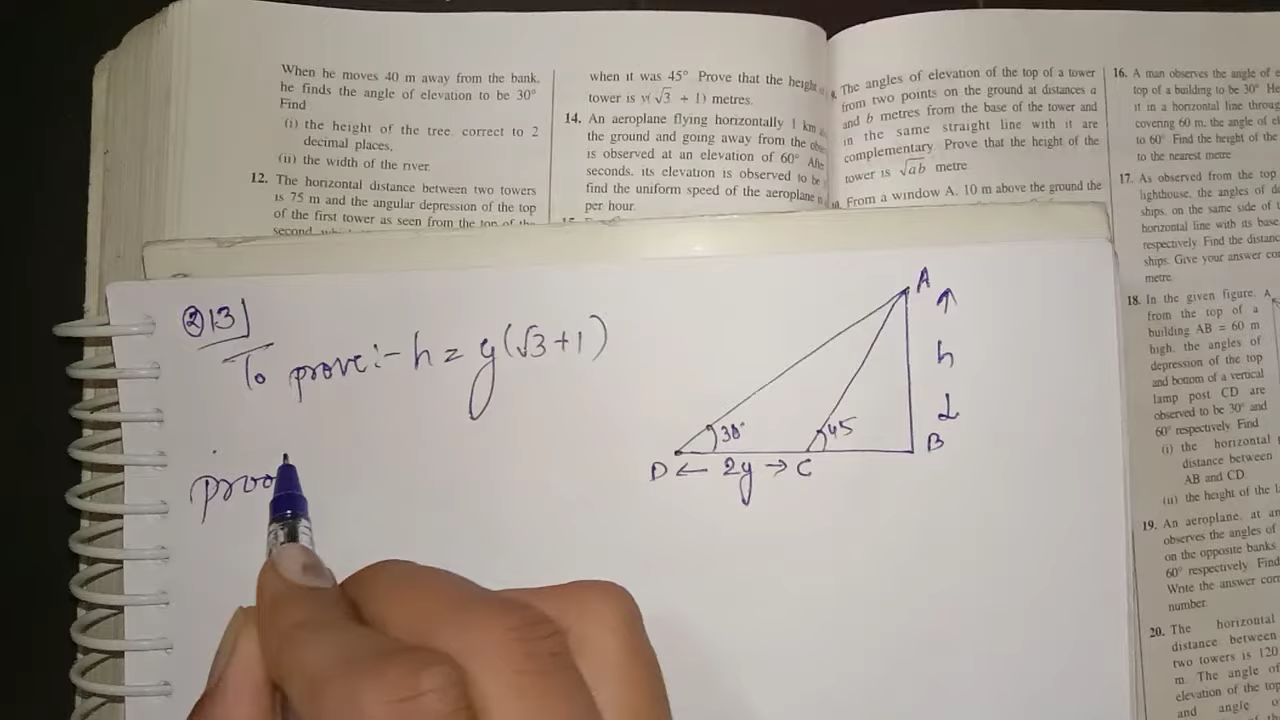 When he moves 40 m away from the bank,
he finds the angle of elevation to be 30°
Find
(i) the height of the tree, correct to 2
decimal places,
(ii) the width of the river
12. The horizontal distance between two towers
is 75 m and the angular depression of the top
of the first tower as seen from the top of the
second,
when it was 45° Prove that the height
tower is y(√3 + 1) metres.
14. An aeroplane flying horizontally 1 km
the ground and going away from the
is observed at an elevation of 60° After
seconds, its elevation is observed to be
find the uniform speed of the aeroplane
per hour.
15.
The angles of elevation of the top of a tower
from two points on the ground at distances a
and b metres from the base of the tower and
in the same straight line with it are
complementary. Prove that the height of the
tower is √ab metre
From a window A, 10 m above the ground the
16. A man observes the angle of
top of a building to be 30° He
it in a horizontal line
covering 60 m, the angle of
to 60° Find the height of the
to the nearest metre
17. As observed from the top
lighthouse, the angles of
ships, on the same side of
horizontal line with its base
respectively. Find the
ships. Give your answer
metre.
18. In the given figure,
from the top of a
building AB = 60 m
high, the angles of
depression of the top
and bottom of a vertical
lamp post CD are
observed to be 30° and
60° respectively Find
(i) the horizontal
distance between
AB and CD.
(ii) the height of the
19. An aeroplane, at
observes the angles of
on the opposite banks
60° respectively Find
Write the answer
number.
20. The horizontal
distance between
two towers is 120
m. The angle of
elevation of the top
and angle
Q13]
To prove:- h = y(√3+1)
proo
A
h
30°
45
B
D ← 2y → C